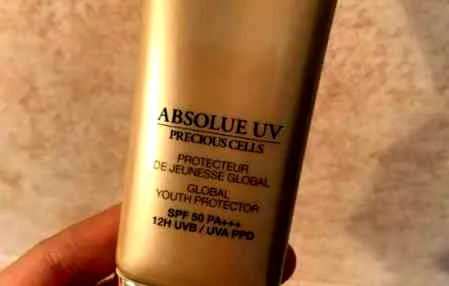 ABSOLUE UV
PRECIOUS CELLS
PROTECTEUR
DE JEUNESSE GLOBAL
GLOBAL
YOUTH PROTECTOR
SPF 50 PA+++
12H UVB / UVA PPD